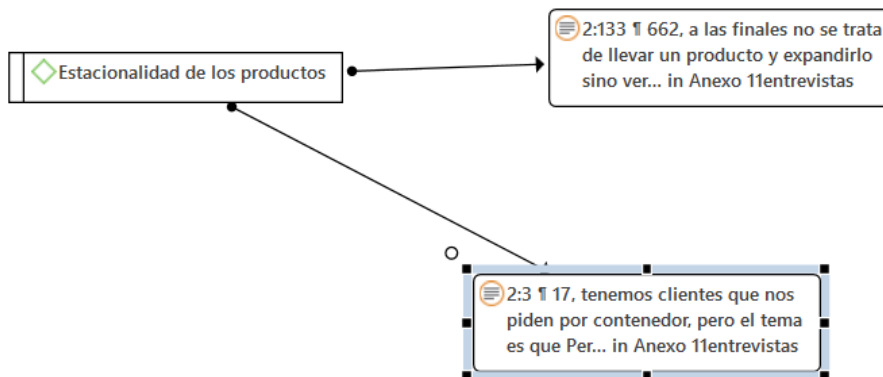 2:133 ¶ 662, a las finales no se trata
de llevar un producto y expandirlo
sino ver... in Anexo 11entrevistas
Estacionalidad de los productos
2:3 ¶ 17, tenemos clientes que nos
piden por contenedor, pero el tema
es que Per... in Anexo 11entrevistas